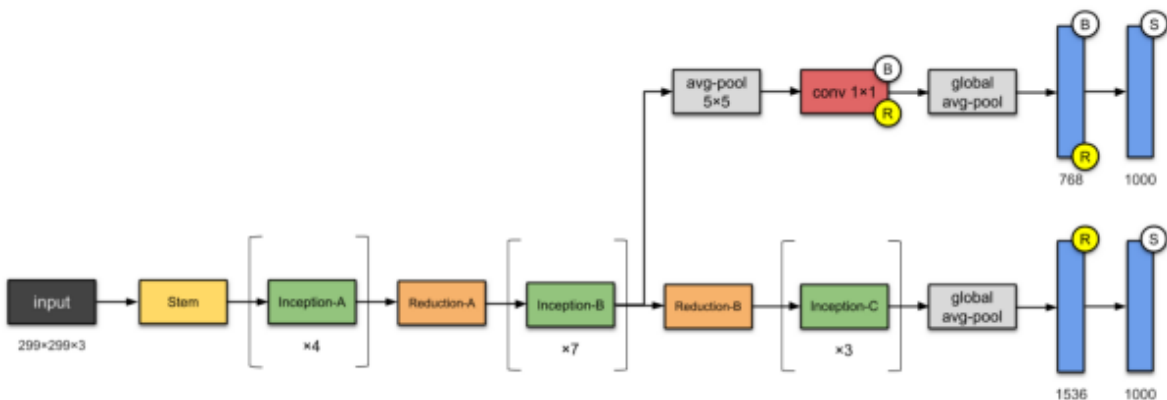 avg-pool
5×5
conv 1×1
B
R
global
avg-pool
B
R
768
S
1000
input
299×299×3
Stem
Inception-A
×4
Reduction-A
Inception-B
×7
Reduction-B
Inception-C
×3
global
avg-pool
R
1536
S
1000